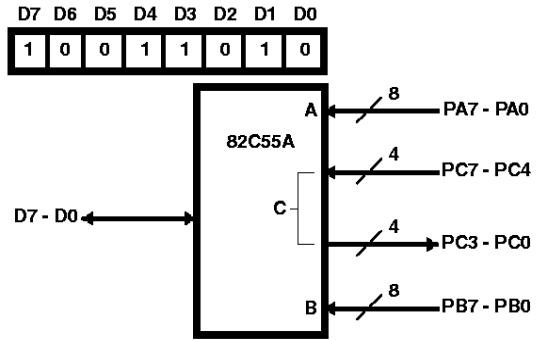 D7 D6 D5 D4 D3 D2 D1 D0
1 0 0 1 1 0 1 0
8
A PA7 - PA0
82C55A
4
PC7 - PC4
C
D7 - D0
4
PC3 - PC0
8
B PB7 - PB0